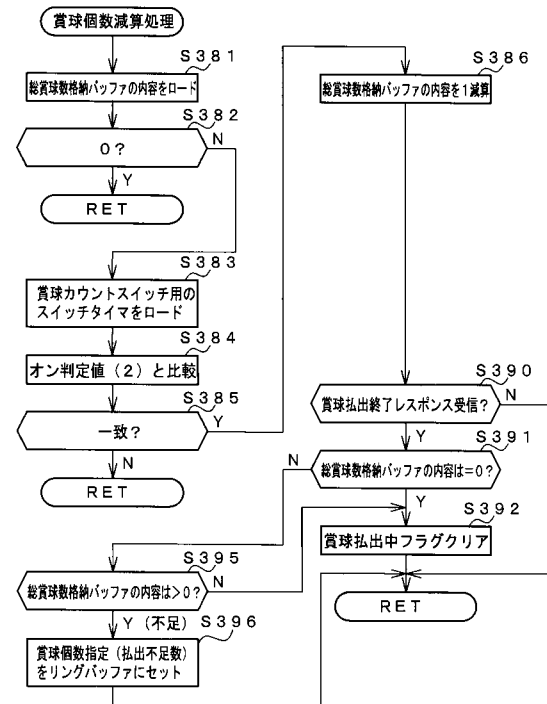 賞球個数減算処理
S381
総賞球数格納バッファの内容をロード
S382
0?
N
Y
RET
S383
賞球カウントスイッチ用の
スイッチタイマをロード
S384
オン判定値(2)と比較
S385
一致?
Y
N
RET
S386
総賞球数格納バッファの内容を1減算
S390
賞球払出終了レスポンス受信?
N
Y
S391
総賞球数格納バッファの内容は=0?
N
Y
S392
賞球払出中フラグクリア
RET
S395
総賞球数格納バッファの内容は>0?
N
Y(不足)
S396
賞球個数指定(払出不足数)
をリングバッファにセット